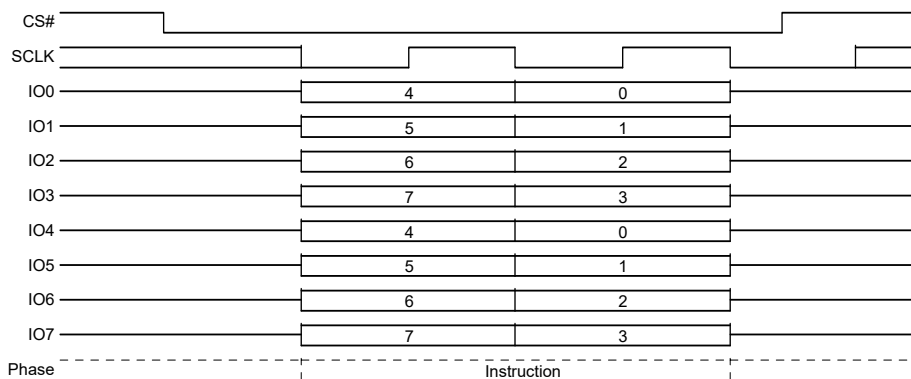 CS#
SCLK
IO0 4 0
IO1 5 1
IO2 6 2
IO3 7 3
IO4 4 0
IO5 5 1
IO6 6 2
IO7 7 3
Phase Instruction